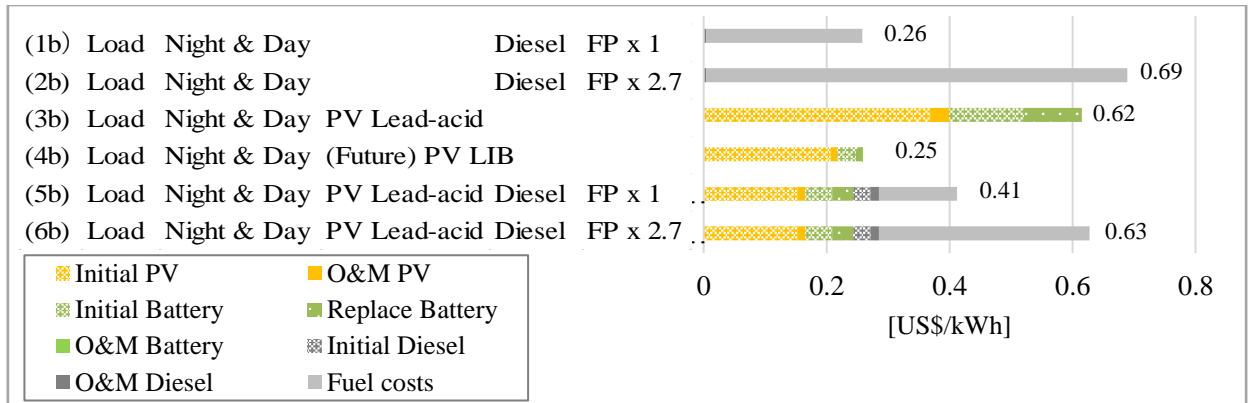 (1b) Load Night & Day Diesel FP x 1 0.26
(2b) Load Night & Day Diesel FP x 2.7 0.69
(3b) Load Night & Day PV Lead-acid 0.62
(4b) Load Night & Day (Future) PV LIB 0.25
(5b) Load Night & Day PV Lead-acid Diesel FP x 1 .. 0.41
(6b) Load Night & Day PV Lead-acid Diesel FP x 2.7 .. 0.63
0 0.2 0.4 0.6 0.8
[US$/kWh]
Initial PV O&M PV
Initial Battery Replace Battery
O&M Battery Initial Diesel
O&M Diesel Fuel costs